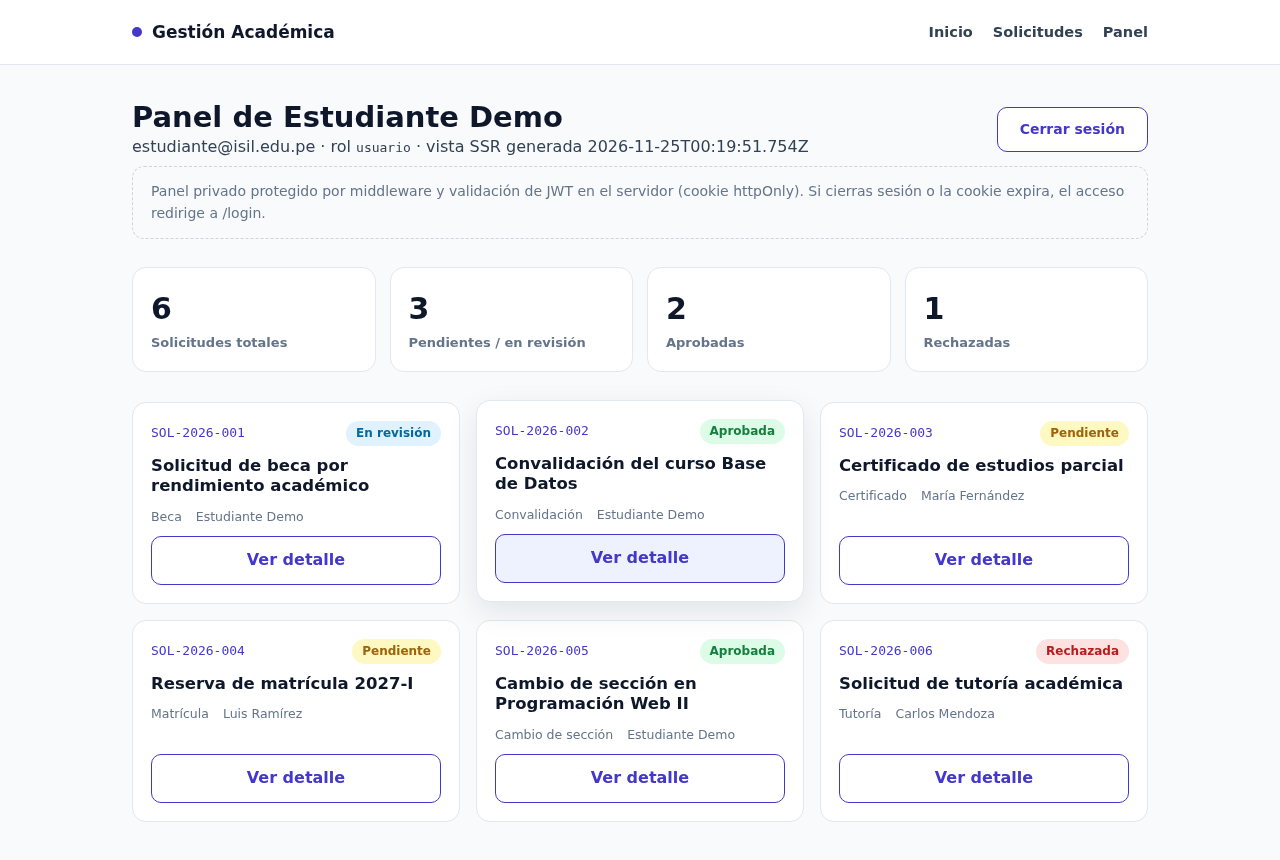 Gestión Académica
Inicio Solicitudes Panel
Panel de Estudiante Demo
estudiante@isil.edu.pe · rol usuario · vista SSR generada 2026-11-25T00:19:51.754Z
Cerrar sesión
Panel privado protegido por middleware y validación de JWT en el servidor (cookie httpOnly). Si cierras sesión o la cookie expira, el acceso
redirige a /login.
6
Solicitudes totales
3
Pendientes / en revisión
2
Aprobadas
1
Rechazadas
SOL-2026-001
En revisión
Solicitud de beca por
rendimiento académico
Beca Estudiante Demo
Ver detalle
SOL-2026-002
Aprobada
Convalidación del curso Base
de Datos
Convalidación Estudiante Demo
Ver detalle
SOL-2026-003
Pendiente
Certificado de estudios parcial
Certificado María Fernández
Ver detalle
SOL-2026-004
Pendiente
Reserva de matrícula 2027-I
Matrícula Luis Ramírez
Ver detalle
SOL-2026-005
Aprobada
Cambio de sección en
Programación Web II
Cambio de sección Estudiante Demo
Ver detalle
SOL-2026-006
Rechazada
Solicitud de tutoría académica
Tutoría Carlos Mendoza
Ver detalle